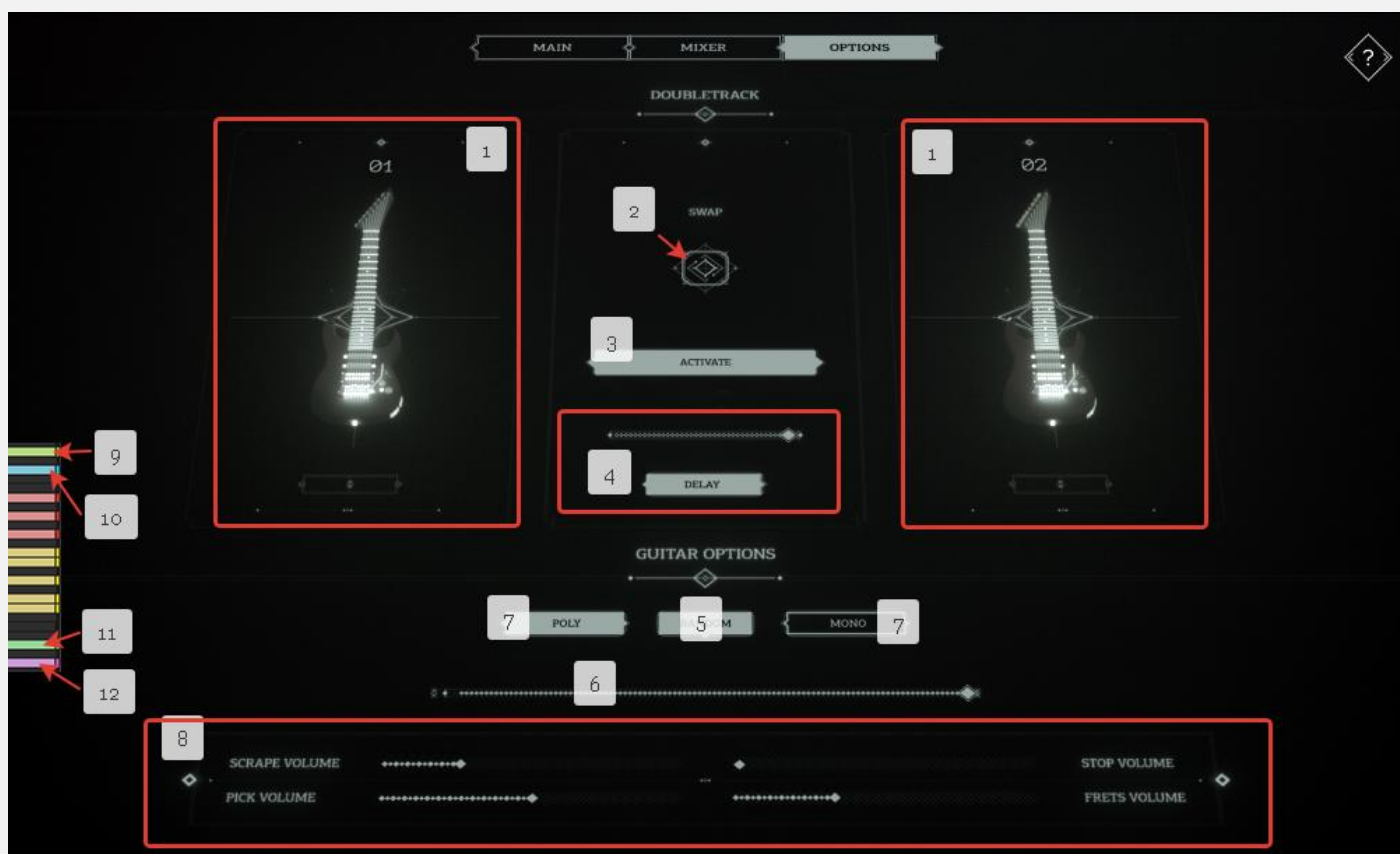 MAIN MIXER OPTIONS
?
DOUBLETRACK
1
1
01
02
2
SWAP
3
ACTIVATE
9
4
DELAY
10
GUITAR OPTIONS
7 POLY
5
MONO 7
11
6
12
8
SCRAPE VOLUME
STOP VOLUME
PICK VOLUME
FRETS VOLUME